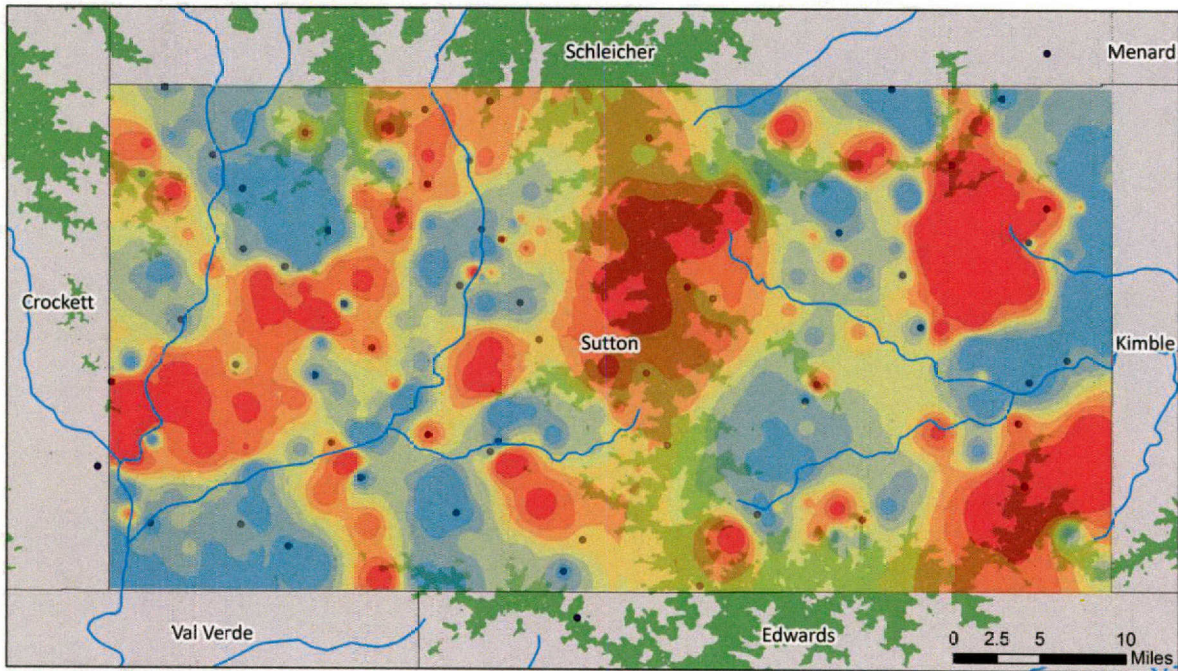 Schleicher
Menard
Crockett
Sutton
Kimble
Val Verde
Edwards
0 2.5 5 10
Miles